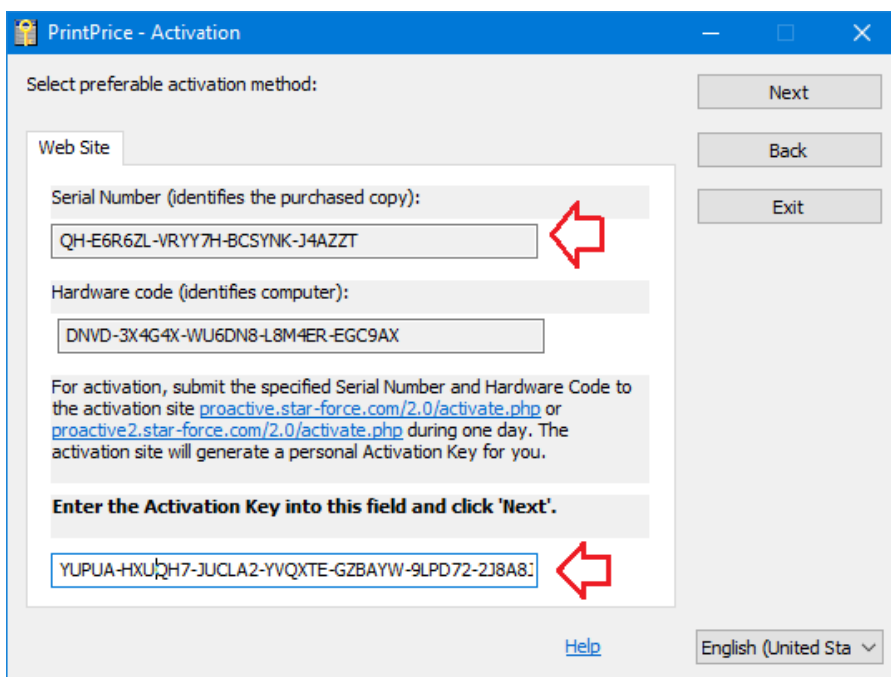 PrintPrice - Activation
Select preferable activation method:
Next
Web Site
Back
Serial Number (identifies the purchased copy):
Exit
QH-E6R6ZL-VRYY7H-BCSYNK-J4AZZT
Hardware code (identifies computer):
DNVD-3X4G4X-WU6DN8-L8M4ER-EGC9AX
For activation, submit the specified Serial Number and Hardware Code to
the activation site proactive.star-force.com/2.0/activate.php or
proactive2.star-force.com/2.0/activate.php during one day. The
activation site will generate a personal Activation Key for you.
Enter the Activation Key into this field and click 'Next'.
YUPUA-HXUQH7-JUCLA2-YVQXTE-GZBAYW-9LPD72-2J8A8J
Help
English (United Sta